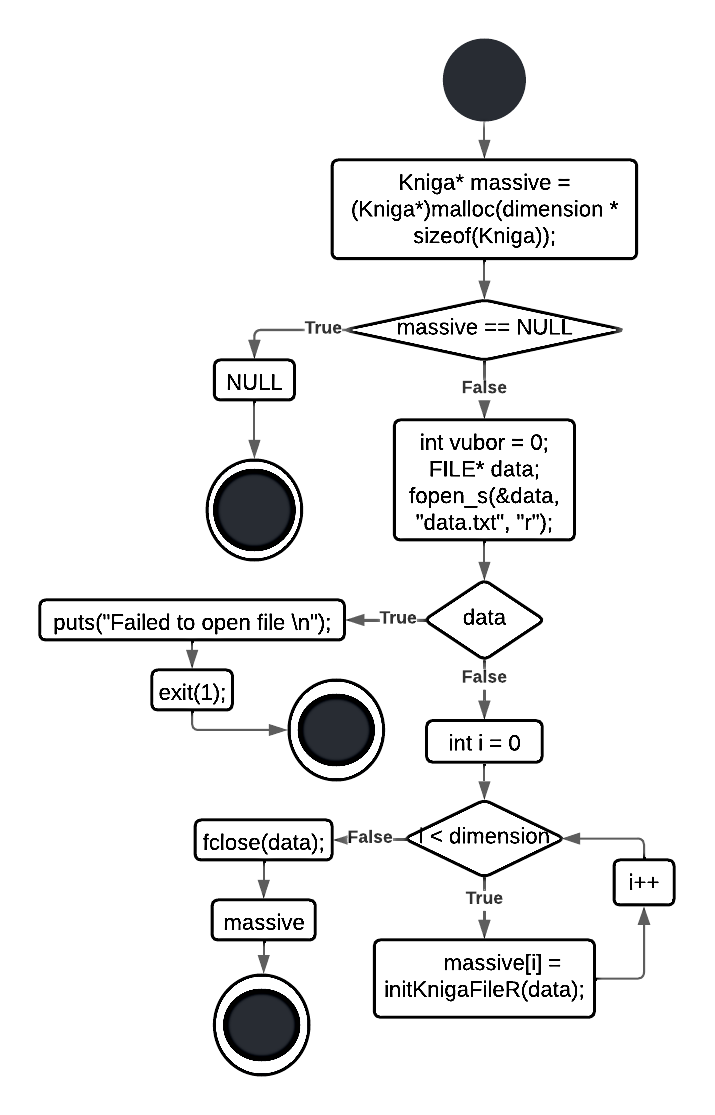 Kniga* massive =
(Kniga*)malloc(dimension *
sizeof(Kniga));
massive == NULL
True
NULL
False
int vubor = 0;
FILE* data;
fopen_s(&data,
"data.txt", "r");
data
True
puts("Failed to open file \n");
exit(1);
False
int i = 0
i < dimension
False
fclose(data);
massive
True
massive[i] =
initKnigaFileR(data);
i++